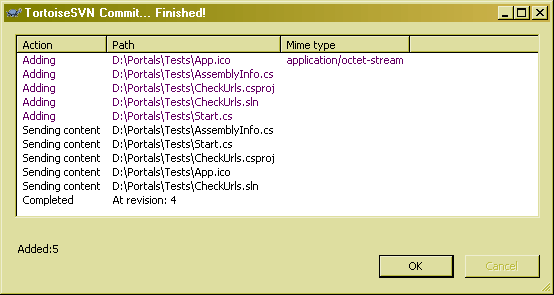 TortoiseSVN Commit... Finished!
Action Path Mime type
Adding D:\Portals\Tests\App.ico application/octet-stream
Adding D:\Portals\Tests\AssemblyInfo.cs
Adding D:\Portals\Tests\CheckUrls.csproj
Adding D:\Portals\Tests\CheckUrls.sln
Adding D:\Portals\Tests\Start.cs
Sending content D:\Portals\Tests\AssemblyInfo.cs
Sending content D:\Portals\Tests\Start.cs
Sending content D:\Portals\Tests\CheckUrls.csproj
Sending content D:\Portals\Tests\App.ico
Sending content D:\Portals\Tests\CheckUrls.sln
Completed At revision: 4
Added:5
OK Cancel